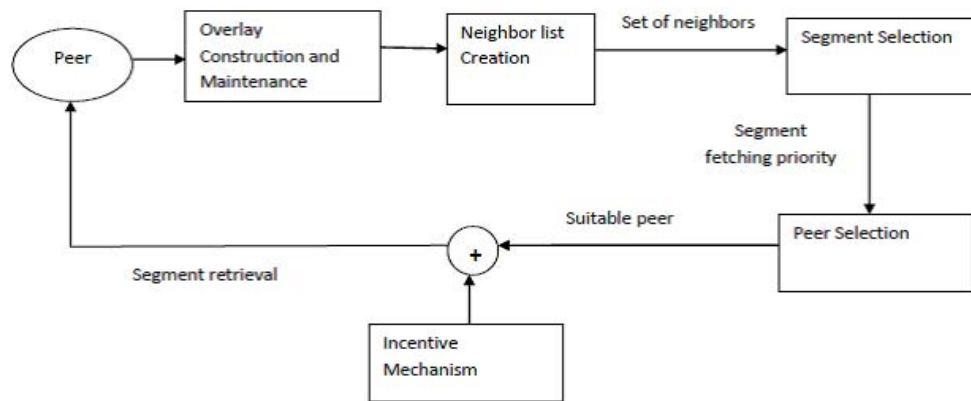 Peer
Overlay
Construction and
Maintenance
Neighbor list
Creation
Set of neighbors
Segment Selection
Segment
fetching priority
Suitable peer
Peer Selection
+
Segment retrieval
Incentive
Mechanism